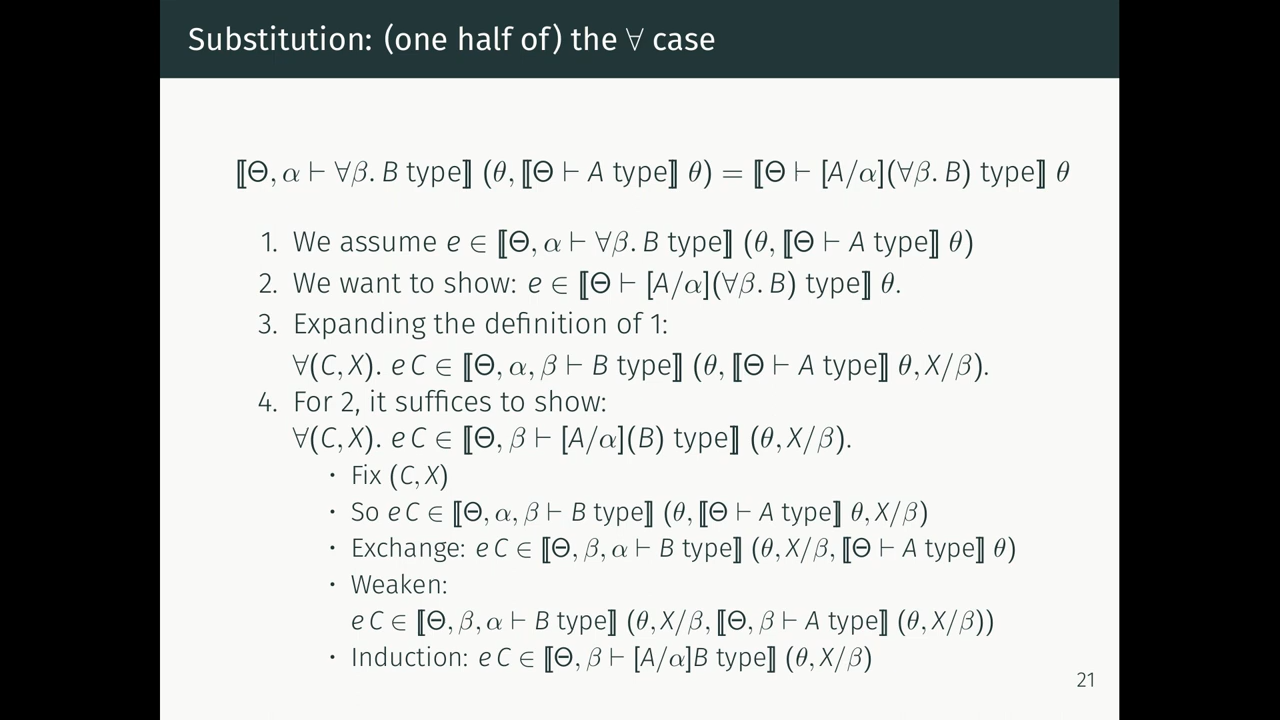 Substitution: (one half of) the ∀ case
⟦Θ, α ⊢ ∀β. B type⟧ (θ, ⟦Θ ⊢ A type⟧ θ) = ⟦Θ ⊢ [A/α](∀β. B) type⟧ θ
1. We assume e ∈ ⟦Θ, α ⊢ ∀β. B type⟧ (θ, ⟦Θ ⊢ A type⟧ θ)
2. We want to show: e ∈ ⟦Θ ⊢ [A/α](∀β. B) type⟧ θ.
3. Expanding the definition of 1:
∀(C, X). e C ∈ ⟦Θ, α, β ⊢ B type⟧ (θ, ⟦Θ ⊢ A type⟧ θ, X/β).
4. For 2, it suffices to show:
∀(C, X). e C ∈ ⟦Θ, β ⊢ [A/α](B) type⟧ (θ, X/β).
· Fix (C, X)
· So e C ∈ ⟦Θ, α, β ⊢ B type⟧ (θ, ⟦Θ ⊢ A type⟧ θ, X/β)
· Exchange: e C ∈ ⟦Θ, β, α ⊢ B type⟧ (θ, X/β, ⟦Θ ⊢ A type⟧ θ)
· Weaken:
e C ∈ ⟦Θ, β, α ⊢ B type⟧ (θ, X/β, ⟦Θ, β ⊢ A type⟧ (θ, X/β))
· Induction: e C ∈ ⟦Θ, β ⊢ [A/α]B type⟧ (θ, X/β)
21